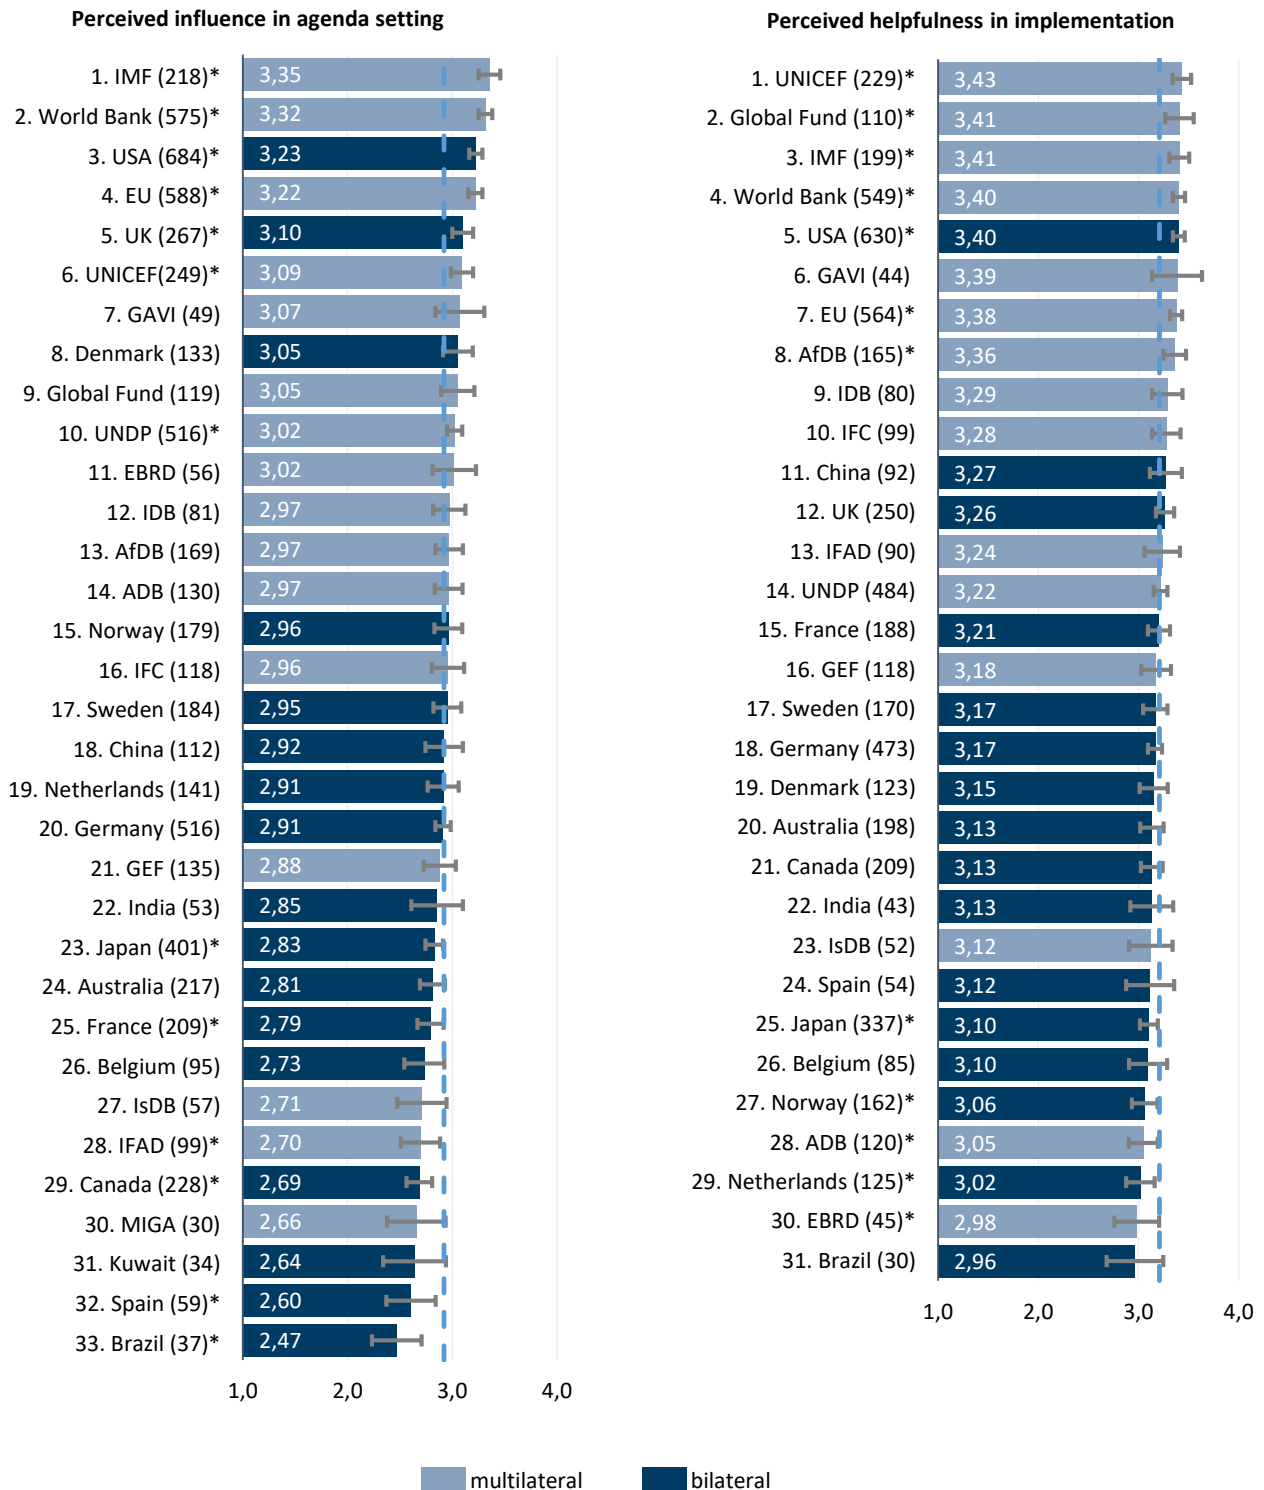 Perceived influence in agenda setting
1. IMF (218)* 3,35
2. World Bank (575)* 3,32
3. USA (684)* 3,23
4. EU (588)* 3,22
5. UK (267)* 3,10
6. UNICEF(249)* 3,09
7. GAVI (49) 3,07
8. Denmark (133) 3,05
9. Global Fund (119) 3,05
10. UNDP (516)* 3,02
11. EBRD (56) 3,02
12. IDB (81) 2,97
13. AfDB (169) 2,97
14. ADB (130) 2,97
15. Norway (179) 2,96
16. IFC (118) 2,96
17. Sweden (184) 2,95
18. China (112) 2,92
19. Netherlands (141) 2,91
20. Germany (516) 2,91
21. GEF (135) 2,88
22. India (53) 2,85
23. Japan (401)* 2,83
24. Australia (217) 2,81
25. France (209)* 2,79
26. Belgium (95) 2,73
27. IsDB (57) 2,71
28. IFAD (99)* 2,70
29. Canada (228)* 2,69
30. MIGA (30) 2,66
31. Kuwait (34) 2,64
32. Spain (59)* 2,60
33. Brazil (37)* 2,47
1,0 2,0 3,0 4,0
Perceived helpfulness in implementation
1. UNICEF (229)* 3,43
2. Global Fund (110)* 3,41
3. IMF (199)* 3,41
4. World Bank (549)* 3,40
5. USA (630)* 3,40
6. GAVI (44) 3,39
7. EU (564)* 3,38
8. AfDB (165)* 3,36
9. IDB (80) 3,29
10. IFC (99) 3,28
11. China (92) 3,27
12. UK (250) 3,26
13. IFAD (90) 3,24
14. UNDP (484) 3,22
15. France (188) 3,21
16. GEF (118) 3,18
17. Sweden (170) 3,17
18. Germany (473) 3,17
19. Denmark (123) 3,15
20. Australia (198) 3,13
21. Canada (209) 3,13
22. India (43) 3,13
23. IsDB (52) 3,12
24. Spain (54) 3,12
25. Japan (337)* 3,10
26. Belgium (85) 3,10
27. Norway (162)* 3,06
28. ADB (120)* 3,05
29. Netherlands (125)* 3,02
30. EBRD (45)* 2,98
31. Brazil (30) 2,96
1,0 2,0 3,0 4,0
multilateral bilateral